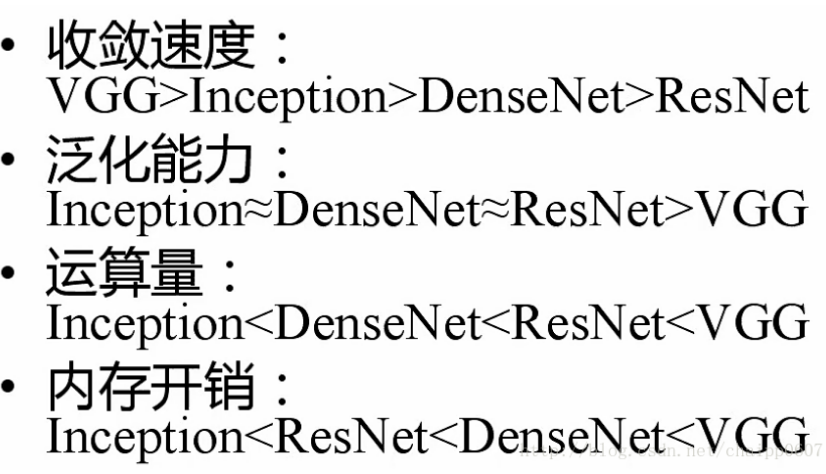 • 收敛速度：
VGG>Inception>DenseNet>ResNet
• 泛化能力：
Inception≈DenseNet≈ResNet>VGG
• 运算量：
Inception<DenseNet<ResNet<VGG
• 内存开销：
Inception<ResNet<DenseNet<VGG